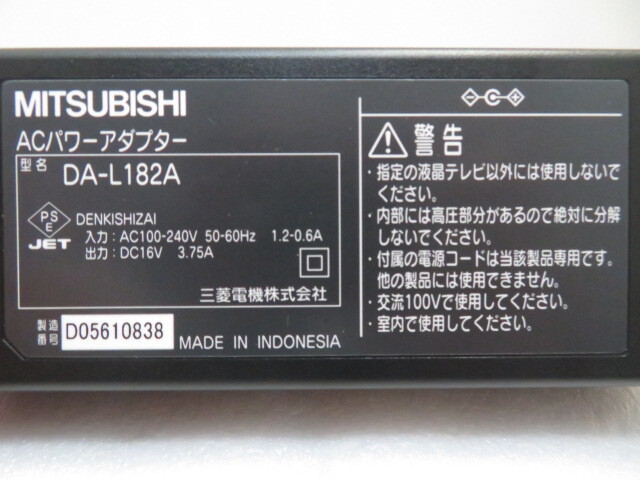 MITSUBISHI
ACパワーアダプター
型名 DA-L182A
PS
E
JET
DENKISHIZAI
入力：AC100-240V 50-60Hz 1.2-0.6A
出力：DC16V 3.75A
三菱電機株式会社
製造番号 D05610838 MADE IN INDONESIA
警告
・指定の液晶テレビ以外には使用しないで
ください。
・内部には高圧部分があるので絶対に分解
しないでください。
・付属の電源コードは当該製品専用です。
他の製品には使用できません。
・交流100Vで使用してください。
・室内で使用してください。